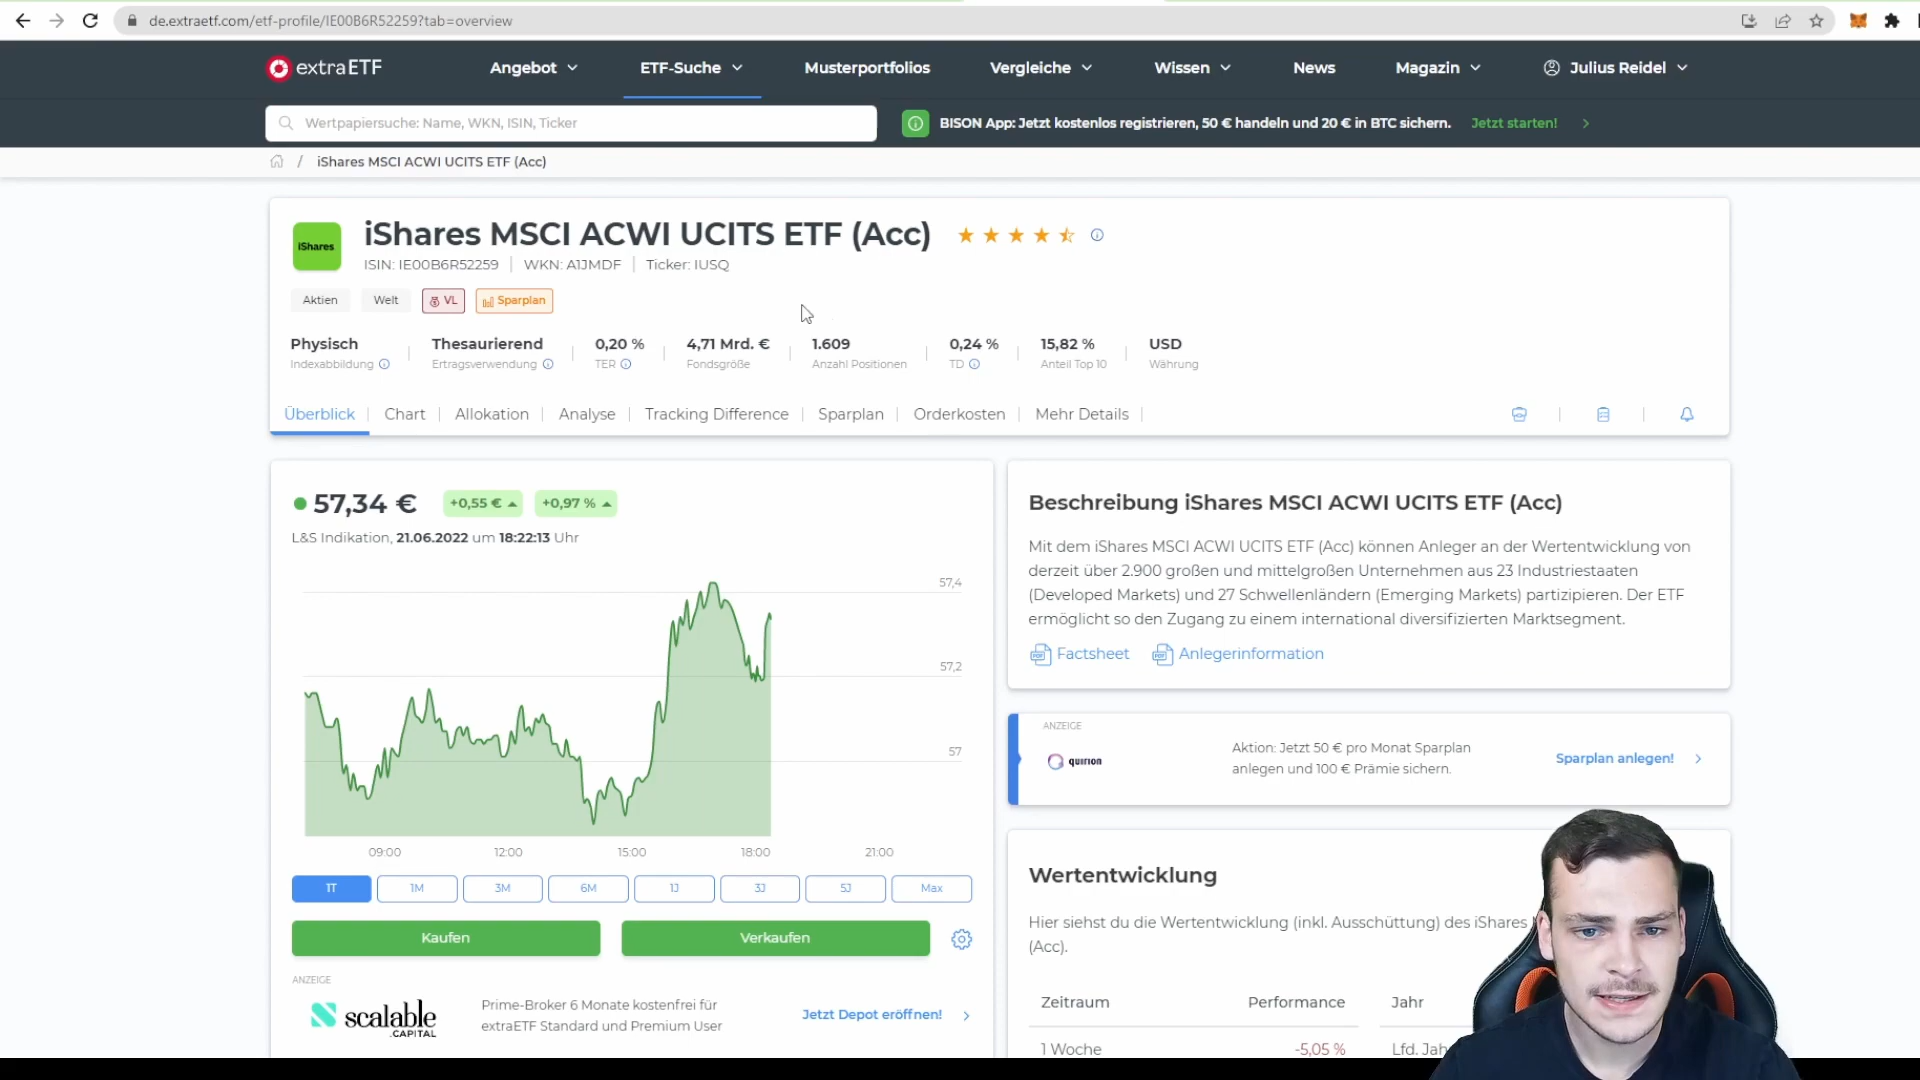 de.extraetf.com/etf-profile/IE00B6R52259?tab=overview
extraETF
Angebot
ETF-Suche
Musterportfolios
Vergleiche
Wissen
News
Magazin
Julius Reidel
Wertpapiersuche: Name, WKN, ISIN, Ticker
BISON App: Jetzt kostenlos registrieren, 50 € handeln und 20 € in BTC sichern. Jetzt starten!
/ iShares MSCI ACWI UCITS ETF (Acc)
iShares
iShares MSCI ACWI UCITS ETF (Acc)
ISIN: IE00B6R52259 | WKN: A1JMDF | Ticker: IUSQ
Aktien
Welt
VL
Sparplan
Physisch
Indexabbildung
Thesaurierend
Ertragsverwendung
0,20 %
TER
4,71 Mrd. €
Fondsgröße
1.609
Anzahl Positionen
0,24 %
TD
15,82 %
Anteil Top 10
USD
Währung
Überblick
Chart
Allokation
Analyse
Tracking Difference
Sparplan
Orderkosten
Mehr Details
57,34 €
+0,55 €
+0,97 %
L&S Indikation, 21.06.2022 um 18:22:13 Uhr
57,4
57,2
57
09:00
12:00
15:00
18:00
21:00
1T
1M
3M
6M
1J
3J
5J
Max
Kaufen
Verkaufen
ANZEIGE
scalable
CAPITAL
Prime-Broker 6 Monate kostenfrei für
extraETF Standard und Premium User
Jetzt Depot eröffnen!
Beschreibung iShares MSCI ACWI UCITS ETF (Acc)
Mit dem iShares MSCI ACWI UCITS ETF (Acc) können Anleger an der Wertentwicklung von
derzeit über 2.900 großen und mittelgroßen Unternehmen aus 23 Industriestaaten
(Developed Markets) und 27 Schwellenländern (Emerging Markets) partizipieren. Der ETF
ermöglicht so den Zugang zu einem international diversifizierten Marktsegment.
Factsheet
Anlegerinformation
ANZEIGE
quirion
Aktion: Jetzt 50 € pro Monat Sparplan
anlegen und 100 € Prämie sichern.
Sparplan anlegen!
Wertentwicklung
Hier siehst du die Wertentwicklung (inkl. Ausschüttung) des iShares
(Acc).
Zeitraum
Performance
Jahr
1 Woche
-5,05 %
Lfd. Jah